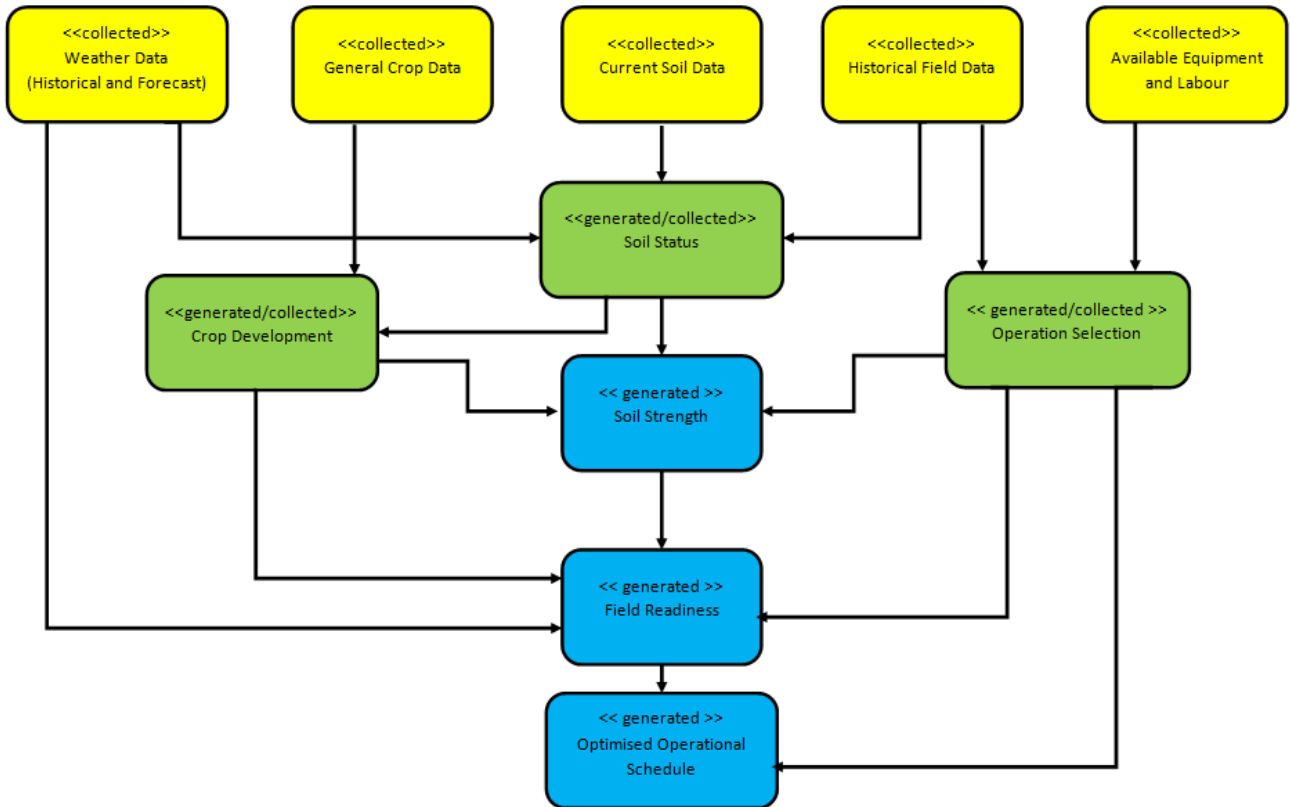 <<collected>>
Weather Data
(Historical and Forecast)
<<collected>>
General Crop Data
<<collected>>
Current Soil Data
<<collected>>
Historical Field Data
<<collected>>
Available Equipment
and Labour
<<generated/collected>>
Soil Status
<<generated/collected>>
Crop Development
<< generated/collected >>
Operation Selection
<< generated >>
Soil Strength
<< generated >>
Field Readiness
<< generated >>
Optimised Operational
Schedule